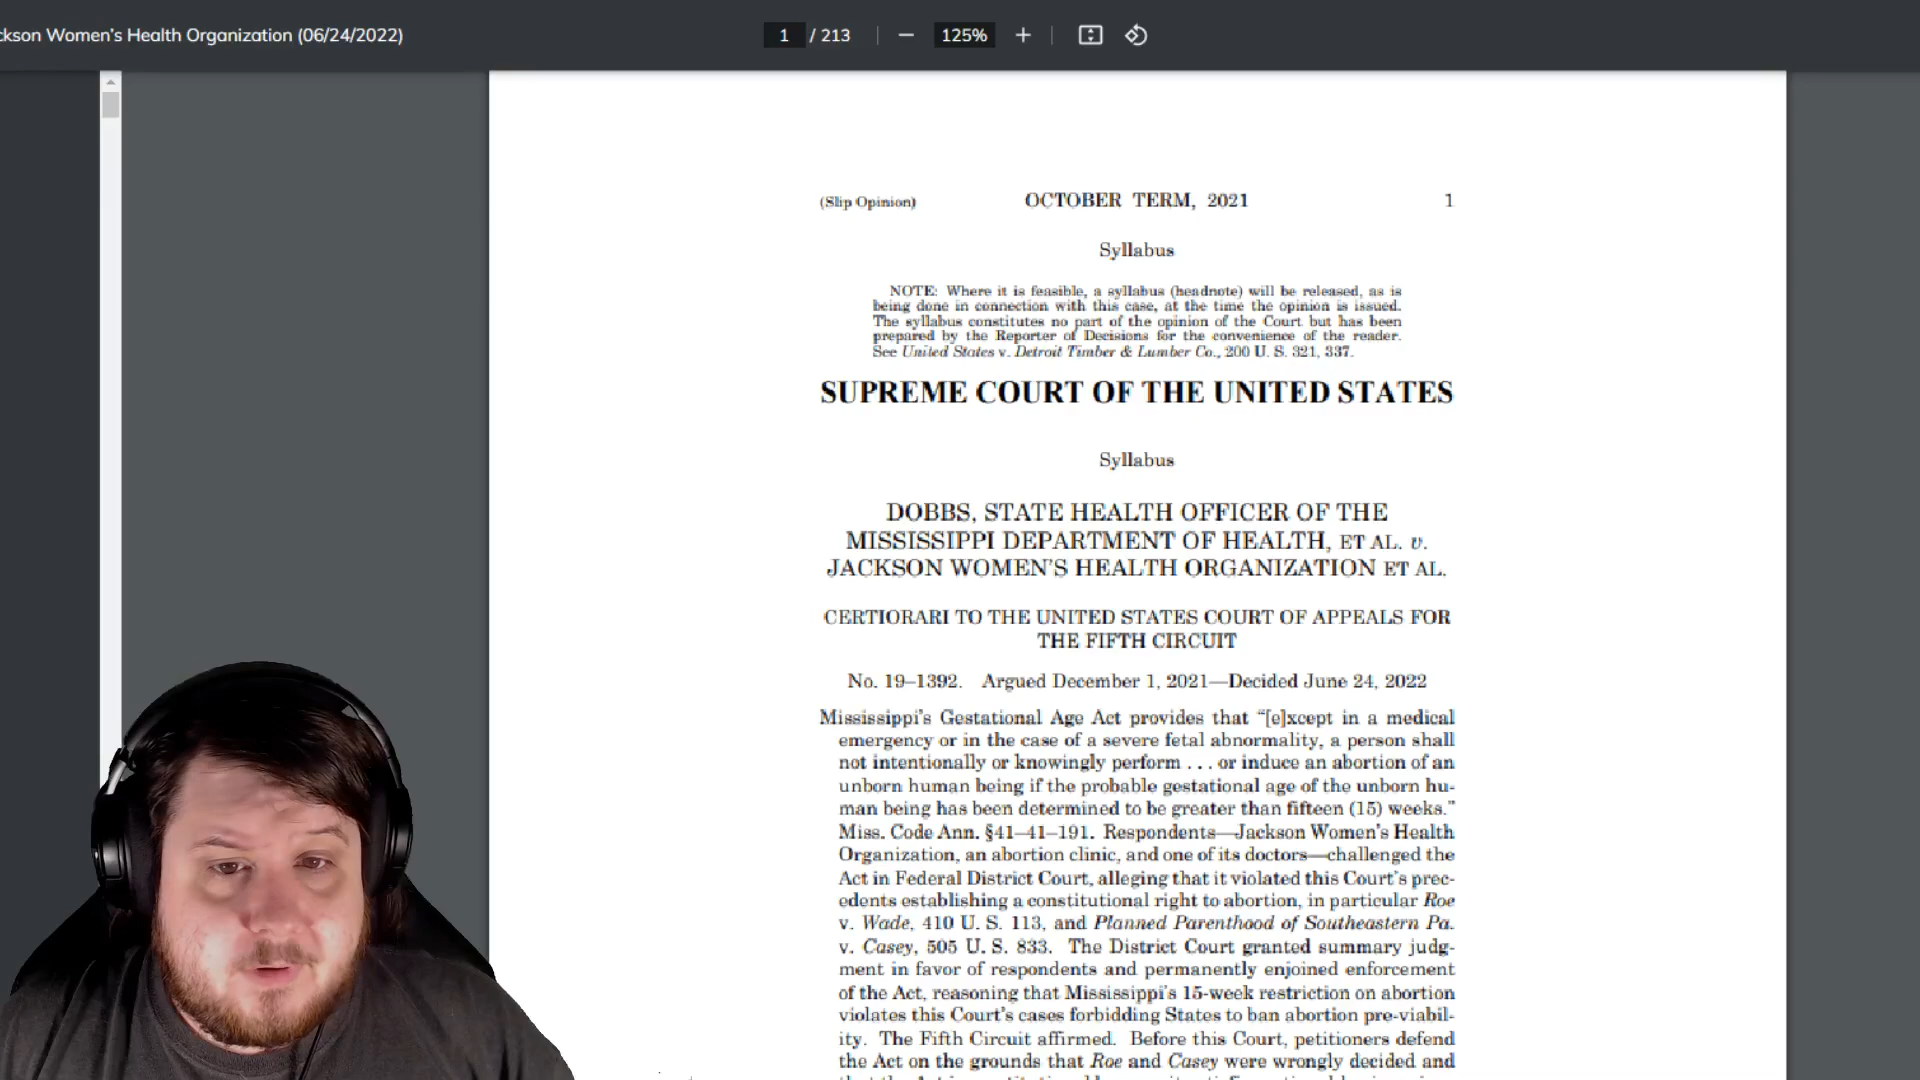 ckson Women's Health Organization (06/24/2022)
1 / 213
125%
(Slip Opinion) OCTOBER TERM, 2021 1
Syllabus
NOTE: Where it is feasible, a syllabus (headnote) will be released, as is
being done in connection with this case, at the time the opinion is issued.
The syllabus constitutes no part of the opinion of the Court but has been
prepared by the Reporter of Decisions for the convenience of the reader.
See United States v. Detroit Timber & Lumber Co., 200 U. S. 321, 337.
SUPREME COURT OF THE UNITED STATES
Syllabus
DOBBS, STATE HEALTH OFFICER OF THE
MISSISSIPPI DEPARTMENT OF HEALTH, ET AL. v.
JACKSON WOMEN'S HEALTH ORGANIZATION ET AL.
CERTIORARI TO THE UNITED STATES COURT OF APPEALS FOR
THE FIFTH CIRCUIT
No. 19–1392. Argued December 1, 2021—Decided June 24, 2022
Mississippi's Gestational Age Act provides that "[e]xcept in a medical
emergency or in the case of a severe fetal abnormality, a person shall
not intentionally or knowingly perform . . . or induce an abortion of an
unborn human being if the probable gestational age of the unborn hu-
man being has been determined to be greater than fifteen (15) weeks."
Miss. Code Ann. §41–41–191. Respondents—Jackson Women's Health
Organization, an abortion clinic, and one of its doctors—challenged the
Act in Federal District Court, alleging that it violated this Court's prec-
edents establishing a constitutional right to abortion, in particular Roe
v. Wade, 410 U. S. 113, and Planned Parenthood of Southeastern Pa.
v. Casey, 505 U. S. 833. The District Court granted summary judg-
ment in favor of respondents and permanently enjoined enforcement
of the Act, reasoning that Mississippi's 15-week restriction on abortion
violates this Court's cases forbidding States to ban abortion pre-viabil-
ity. The Fifth Circuit affirmed. Before this Court, petitioners defend
the Act on the grounds that Roe and Casey were wrongly decided and